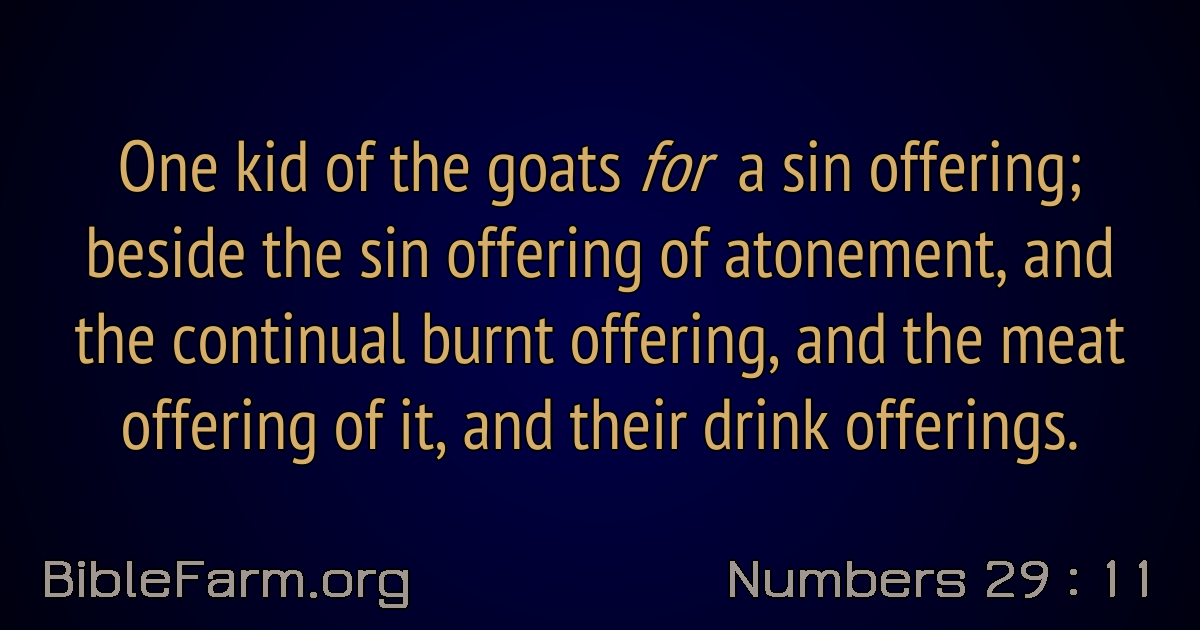 One kid of the goats for a sin offering;
beside the sin offering of atonement, and
the continual burnt offering, and the meat
offering of it, and their drink offerings.
BibleFarm.org
Numbers 29 : 11